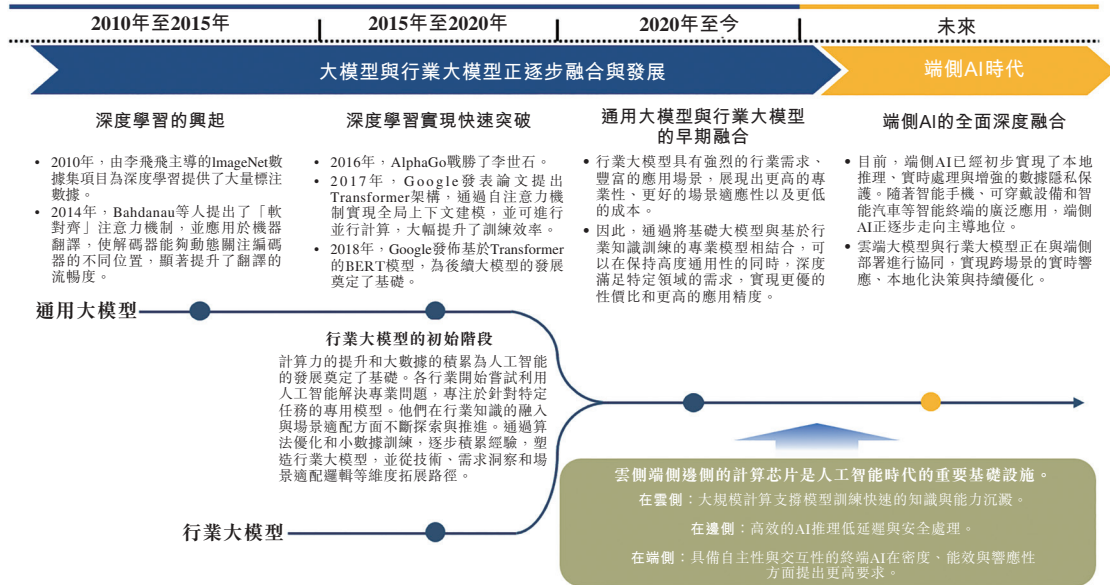 2010年至2015年
2015年至2020年
2020年至今
未來
大模型與行業大模型正逐步融合與發展
端側AI時代
深度學習的興起
• 2010年，由李飛飛主導的lmageNet數
據集項目為深度學習提供了大量標注
數據。
• 2014年，Bahdanau等人提出了「軟
對齊」注意力機制，並應用於機器
翻譯，使解碼器能夠動態關注編碼
器的不同位置，顯著提升了翻譯的
流暢度。
深度學習實現快速突破
• 2016年，AlphaGo戰勝了李世石。
• 2017年，Google發表論文提出
Transformer架構，通過自注意力機
制實現全局上下文建模，並可進行
並行計算，大幅提升了訓練效率。
• 2018年，Google發佈基於Transformer
的BERT模型，為後續大模型的發展
奠定了基礎。
通用大模型與行業大模型
的早期融合
• 行業大模型具有強烈的行業需求、
豐富的應用場景，展現出更高的專
業性、更好的場景適應性以及更低
的成本。
• 因此，通過將基礎大模型與基於行
業知識訓練的專業模型相結合，可
以在保持高度通用性的同時，深度
滿足特定領域的需求，實現更優的
性價比和更高的應用精度。
端側AI的全面深度融合
• 目前，端側AI已經初步實現了本地
推理、實時處理與增強的數據隱私保
護。隨著智能手機、可穿戴設備和智
能汽車等智能終端的廣泛應用，端側
AI正逐步走向主導地位。
• 雲端大模型與行業大模型正在與端側
部署進行協同，實現跨場景的實時響
應、本地化決策與持續優化。
通用大模型
行業大模型的初始階段
計算力的提升和大數據的積累為人工智能
的發展奠定了基礎。各行業開始嘗試利用
人工智能解決專業問題，專注於針對特定
任務的專用模型。他們在行業知識的融入
與場景適配方面不斷探索與推進。通過算
法優化和小數據訓練，逐步積累經驗，塑
造行業大模型，並從技術、需求洞察和場
景適配邏輯等維度拓展路徑。
行業大模型
雲側端側邊側的計算芯片是人工智能時代的重要基礎設施。
在雲側：大規模計算支撐模型訓練快速的知識與能力沉澱。
在邊側：高效的AI推理低延遲與安全處理。
在端側：具備自主性與交互性的終端AI在密度、能效與響應性
方面提出更高要求。